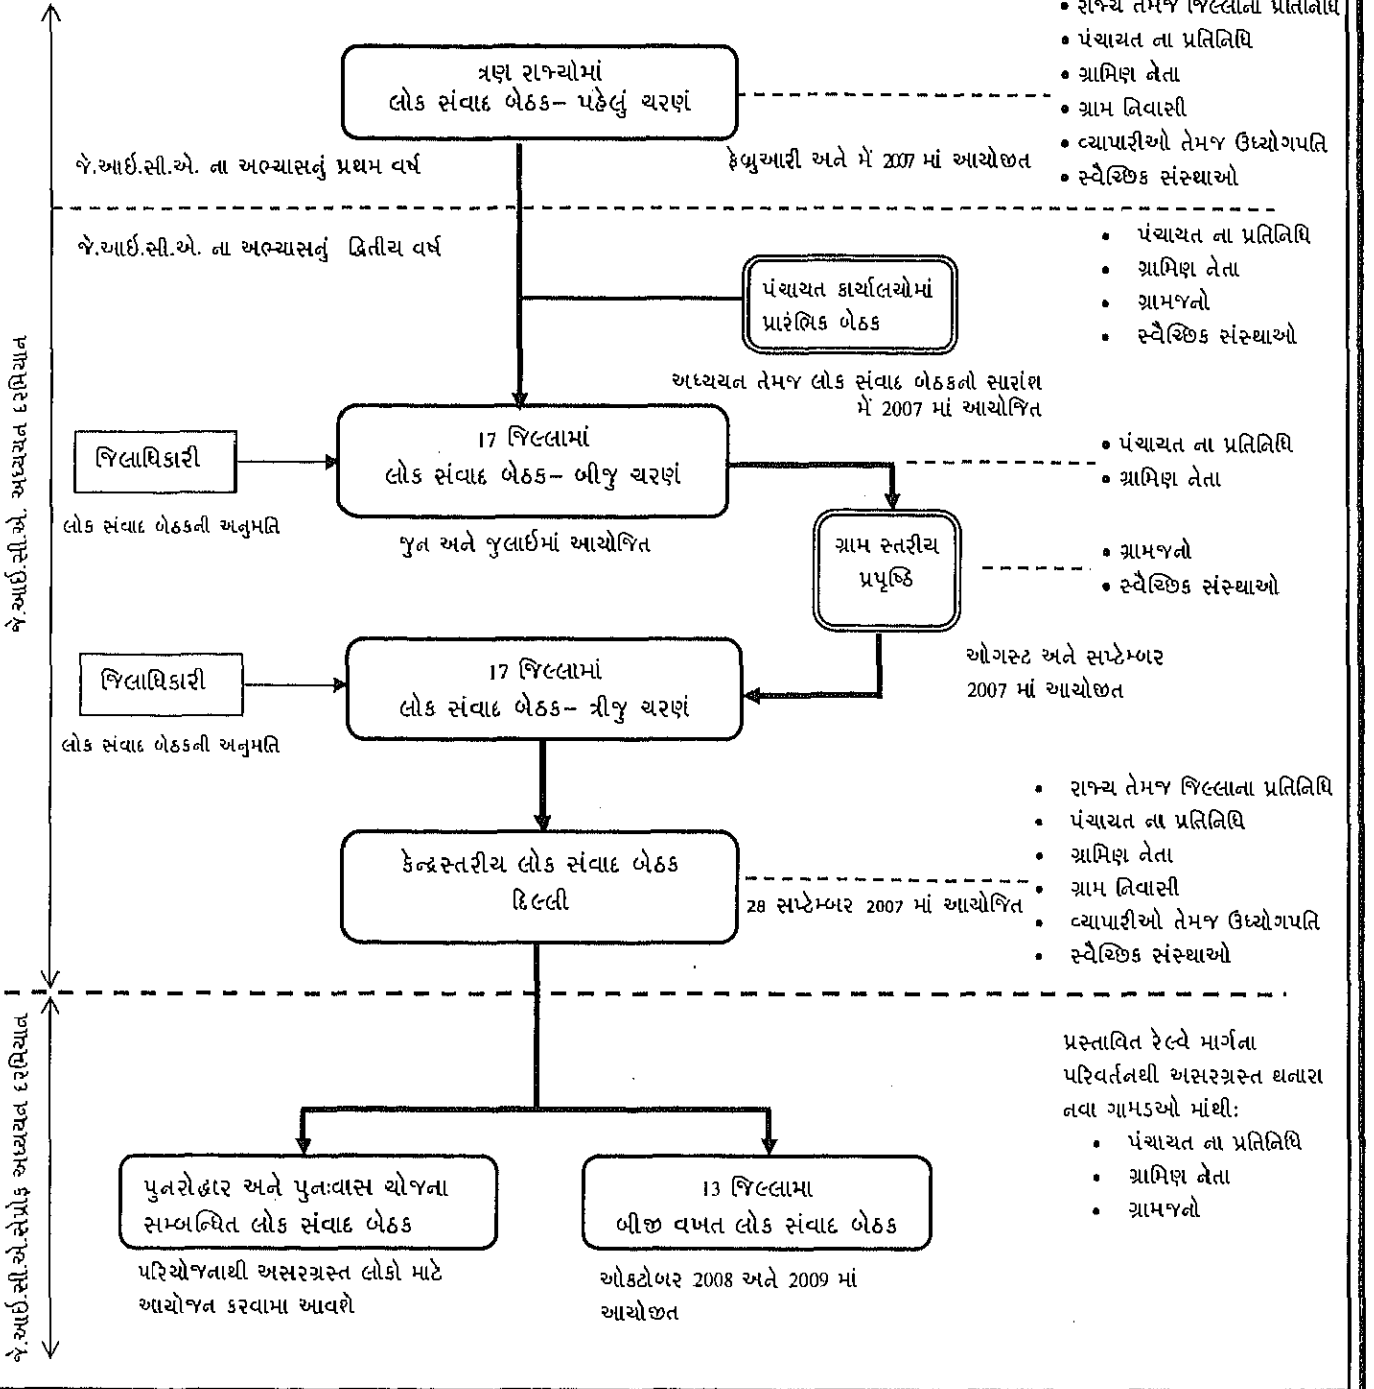 • રાજ્ય તેમજ જિલ્લાના પ્રતિનિધિ
• પંચાયત ના પ્રતિનિધિ
• ગ્રામિણ નેતા
• ગ્રામ નિવાસી
• વ્યાપારીઓ તેમજ ઉધ્યોગપતિ
• સ્વૈચ્છિક સંસ્થાઓ
ત્રણ રાજ્યોમાં
લોક સંવાદ બેઠક– પહેલું ચરણં
જે.આઈ.સી.એ. ના અભ્યાસનું પ્રથમ વર્ષ
ફેબ્રુઆરી અને મેં 2007 માં આયોજીત
જે.આઈ.સી.એ. ના અભ્યાસનું દ્વિતીય વર્ષ
• પંચાયત ના પ્રતિનિધિ
• ગ્રામિણ નેતા
• ગ્રામજનો
• સ્વૈચ્છિક સંસ્થાઓ
પંચાયત કાર્યાલયોમાં
પ્રારંભિક બેઠક
અધ્યયન તેમજ લોક સંવાદ બેઠકનો સારાંશ
મેં 2007 માં આયોજિત
જે.આઈ.સી.એ. અધ્યયન દરમિયાન
જિલાધિકારી
લોક સંવાદ બેઠકની અનુમતિ
17 જિલ્લામાં
લોક સંવાદ બેઠક– બીજુ ચરણં
જુન અને જુલાઈમાં આયોજિત
• પંચાયત ના પ્રતિનિધિ
• ગ્રામિણ નેતા
ગ્રામ સ્તરીય
પ્રપૃષ્ઠિ
• ગ્રામજનો
• સ્વૈચ્છિક સંસ્થાઓ
ઓગસ્ટ અને સપ્ટેમ્બર
2007 માં આયોજીત
જિલાધિકારી
લોક સંવાદ બેઠકની અનુમતિ
17 જિલ્લામાં
લોક સંવાદ બેઠક– ત્રીજુ ચરણં
કેન્દ્રસ્તરીય લોક સંવાદ બેઠક
દિલ્લી
28 સપ્ટેમ્બર 2007 માં આયોજિત
• રાજ્ય તેમજ જિલ્લાના પ્રતિનિધિ
• પંચાયત ના પ્રતિનિધિ
• ગ્રામિણ નેતા
• ગ્રામ નિવાસી
• વ્યાપારીઓ તેમજ ઉધ્યોગપતિ
• સ્વૈચ્છિક સંસ્થાઓ
જે.આઈ.સી.એ.સેપ્રોફ અધ્યયન દરમિયાન
પ્રસ્તાવિત રેલ્વે માર્ગના
પરિવર્તનથી અસરગ્રસ્ત થનારા
નવા ગામડઓ માંથી:
• પંચાયત ના પ્રતિનિધિ
• ગ્રામિણ નેતા
• ગ્રામજનો
પુનરોદ્ધાર અને પુનઃવાસ યોજના
સમ્બન્ધિત લોક સંવાદ બેઠક
પરિયોજનાથી અસરગ્રસ્ત લોકો માટે
આયોજન કરવામા આવશે
13 જિલ્લામા
બીજી વખત લોક સંવાદ બેઠક
ઓકટોબર 2008 અને 2009 માં
આયોજીત